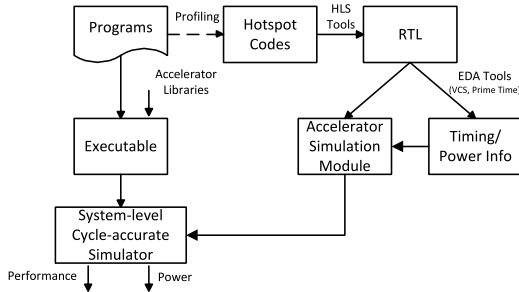 Programs
Profiling
Hotspot
Codes
HLS
Tools
RTL
Accelerator
Libraries
EDA Tools
(VCS, Prime Time)
Executable
Accelerator
Simulation
Module
Timing/
Power Info
System-level
Cycle-accurate
Simulator
Performance
Power